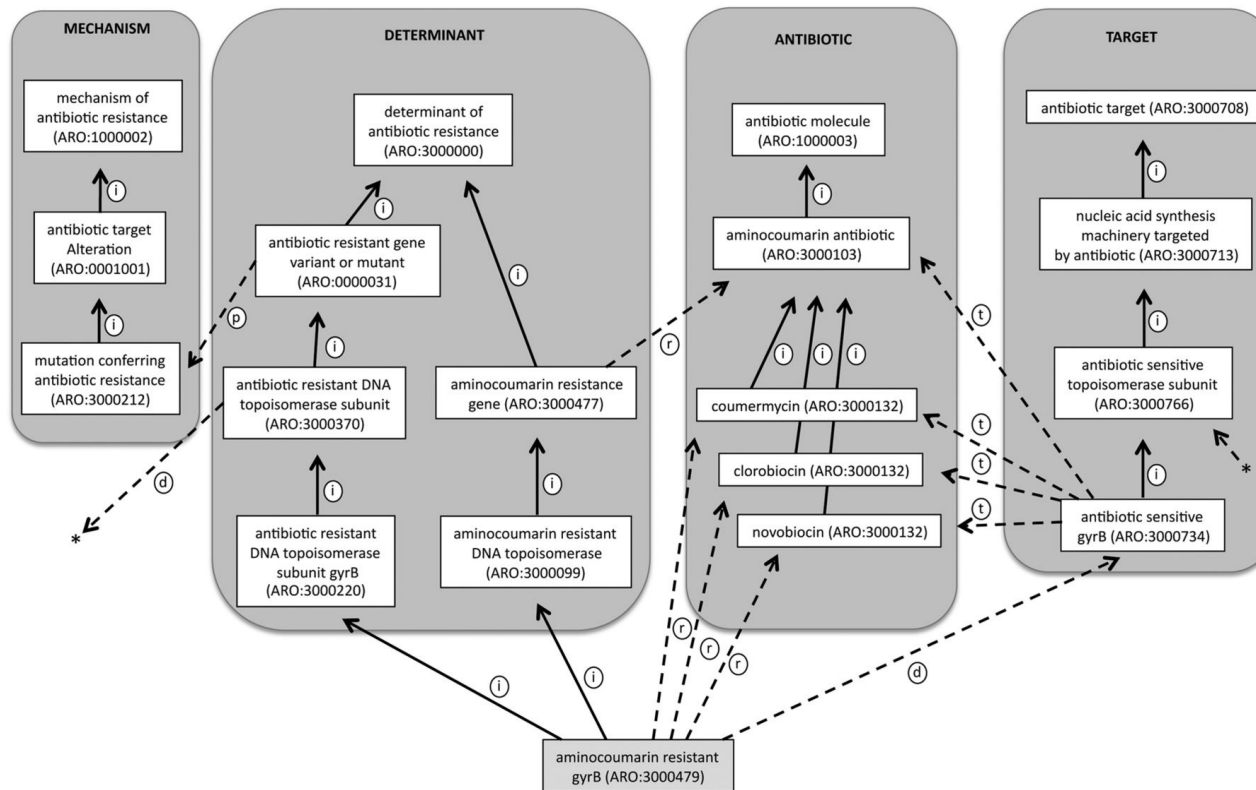 MECHANISM
mechanism of
antibiotic resistance
(ARO:1000002)
i
antibiotic target
Alteration
(ARO:0001001)
i
mutation conferring
antibiotic resistance
(ARO:3000212)
DETERMINANT
determinant of
antibiotic resistance
(ARO:3000000)
i
i
antibiotic resistant gene
variant or mutant
(ARO:0000031)
p
i
antibiotic resistant DNA
topoisomerase subunit
(ARO:3000370)
d
*
i
antibiotic resistant
DNA topoisomerase
subunit gyrB
(ARO:3000220)
aminocoumarin resistance
gene (ARO:3000477)
r
i
aminocoumarin resistant
DNA topoisomerase
(ARO:3000099)
i
i
ANTIBIOTIC
antibiotic molecule
(ARO:1000003)
i
aminocoumarin antibiotic
(ARO:3000103)
i
i
i
coumermycin (ARO:3000132)
clorobiocin (ARO:3000132)
novobiocin (ARO:3000132)
r
r
r
TARGET
antibiotic target (ARO:3000708)
i
nucleic acid synthesis
machinery targeted
by antibiotic (ARO:3000713)
i
antibiotic sensitive
topoisomerase subunit
(ARO:3000766)
*
i
antibiotic sensitive
gyrB (ARO:3000734)
t
t
t
t
d
aminocoumarin resistant
gyrB (ARO:3000479)